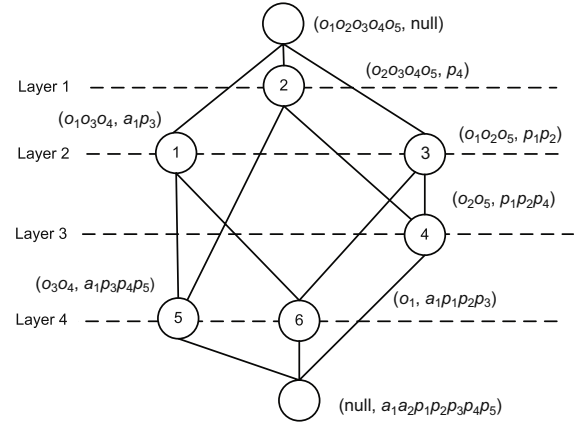 (o₁o₂o₃o₄o₅, null)
Layer 1
2
(o₂o₃o₄o₅, p₄)
(o₁o₃o₄, a₁p₃)
(o₁o₂o₅, p₁p₂)
Layer 2
1
3
(o₂o₅, p₁p₂p₄)
Layer 3
4
(o₃o₄, a₁p₃p₄p₅)
(o₁, a₁p₁p₂p₃)
Layer 4
5
6
(null, a₁a₂p₁p₂p₃p₄p₅)